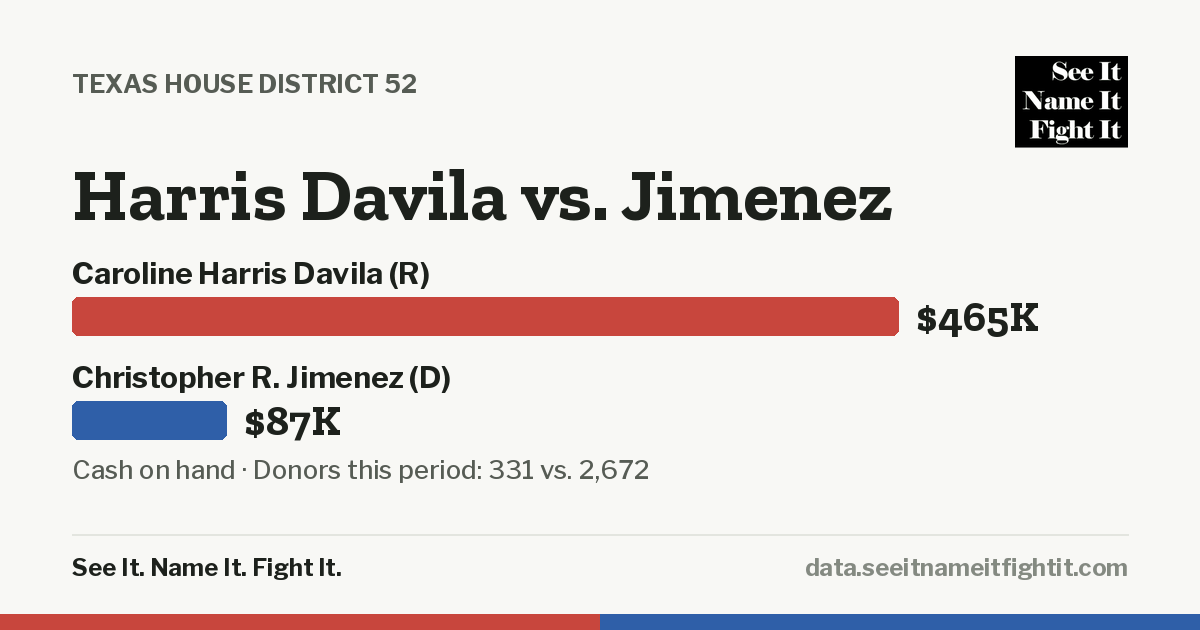 TEXAS HOUSE DISTRICT 52
See It
Name It
Fight It
Harris Davila vs. Jimenez
Caroline Harris Davila (R)
$465K
Christopher R. Jimenez (D)
$87K
Cash on hand · Donors this period: 331 vs. 2,672
See It. Name It. Fight It.
data.seeitnameitfightit.com